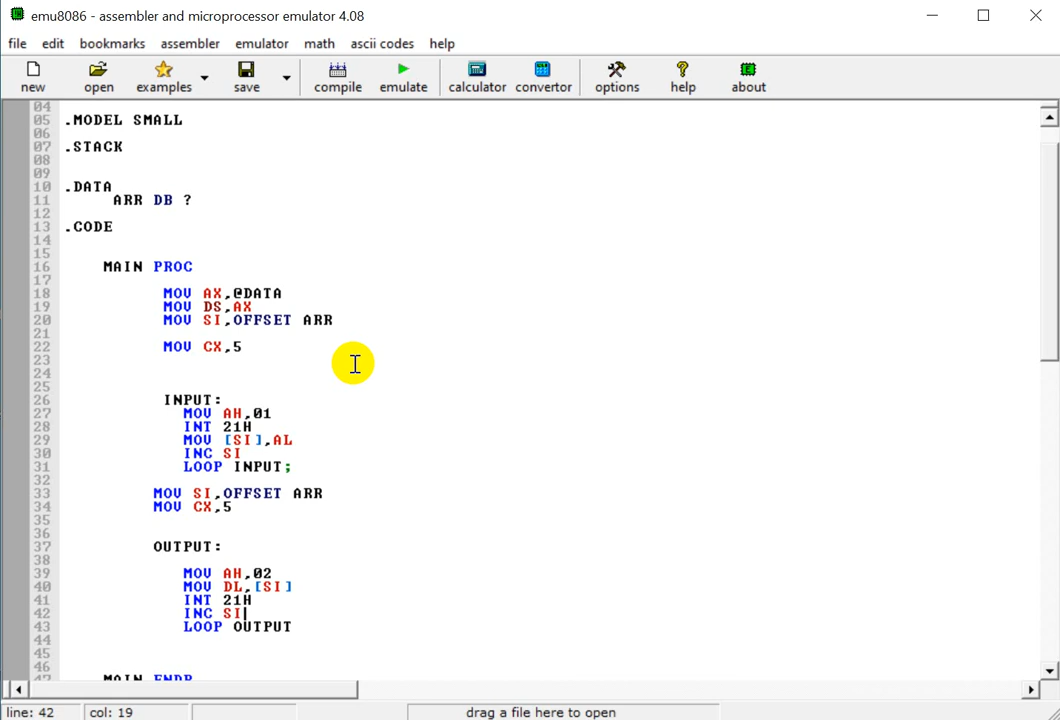 emu8086 - assembler and microprocessor emulator 4.08
file edit bookmarks assembler emulator math ascii codes help
new open examples save compile emulate calculator convertor options help about
04
05 .MODEL SMALL
06
07 .STACK
08
09
10 .DATA
11 ARR DB ?
12
13 .CODE
14
15
16 MAIN PROC
17
18 MOV AX,@DATA
19 MOV DS,AX
20 MOV SI,OFFSET ARR
21
22 MOV CX,5
23
24
25
26 INPUT:
27 MOV AH,01
28 INT 21H
29 MOV [SI],AL
30 INC SI
31 LOOP INPUT;
32
33 MOV SI,OFFSET ARR
34 MOV CX,5
35
36
37 OUTPUT:
38
39 MOV AH,02
40 MOV DL,[SI]
41 INT 21H
42 INC SI
43 LOOP OUTPUT
44
45
46
47 MAIN ENDP
line: 42 col: 19 drag a file here to open